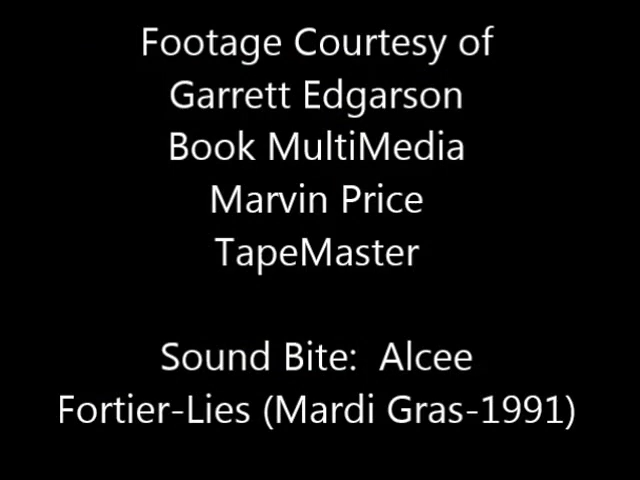 Footage Courtesy of
Garrett Edgarson
Book MultiMedia
Marvin Price
TapeMaster
Sound Bite:  Alcee
Fortier-Lies (Mardi Gras-1991)